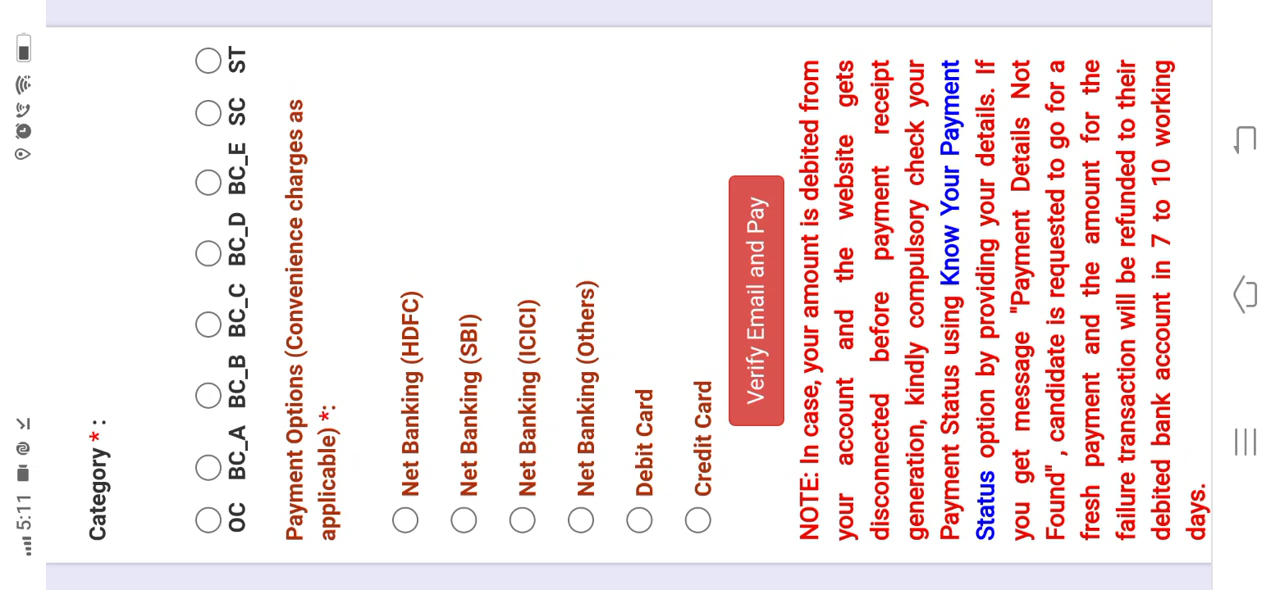 5:11
Category * :
OC BC_A BC_B BC_C BC_D BC_E SC ST
Payment Options (Convenience charges as
applicable) *:
Net Banking (HDFC)
Net Banking (SBI)
Net Banking (ICICI)
Net Banking (Others)
Debit Card
Credit Card
Verify Email and Pay
NOTE: In case, your amount is debited from
your account and the website gets
disconnected before payment receipt
generation, kindly compulsory check your
Payment Status using Know Your Payment
Status option by providing your details. If
you get message "Payment Details Not
Found" , candidate is requested to go for a
fresh payment and the amount for the
failure transaction will be refunded to their
debited bank account in 7 to 10 working
days.